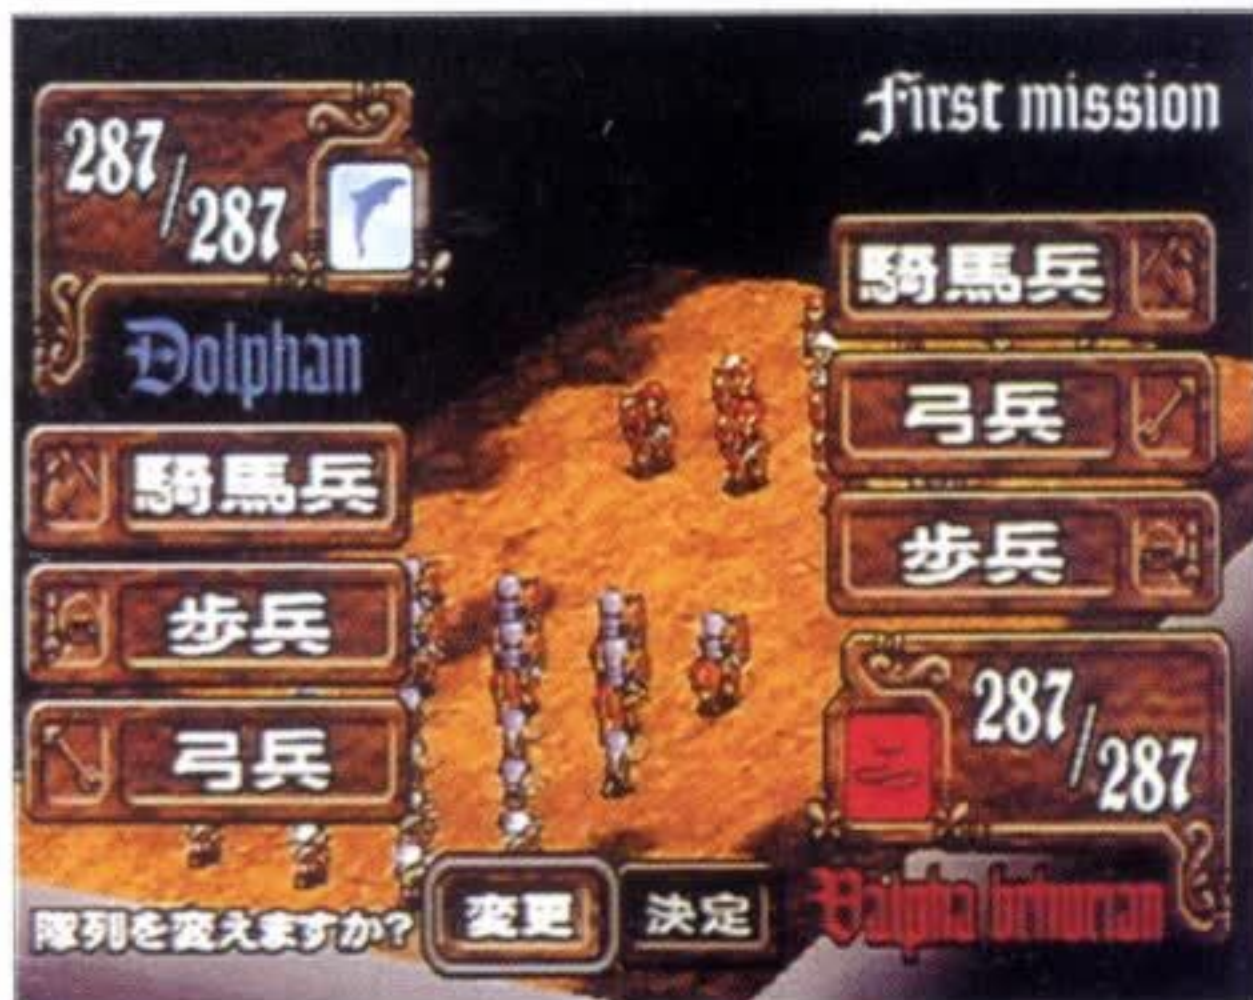 First mission
287/287
Dolphan
騎馬兵
弓兵
歩兵
騎馬兵
歩兵
弓兵
287/287
隊列を変えますか?
変更
決定